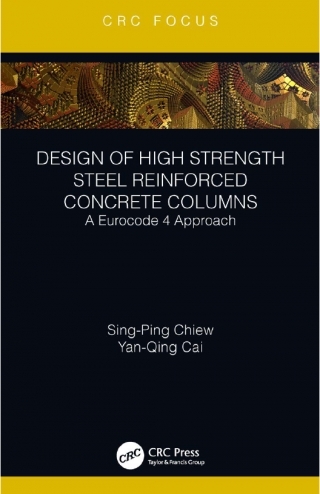 CRC FOCUS
DESIGN OF HIGH STRENGTH
STEEL REINFORCED
CONCRETE COLUMNS
A Eurocode 4 Approach
Sing-Ping Chiew
Yan-Qing Cai
CRC
CRC Press
Taylor & Francis Group